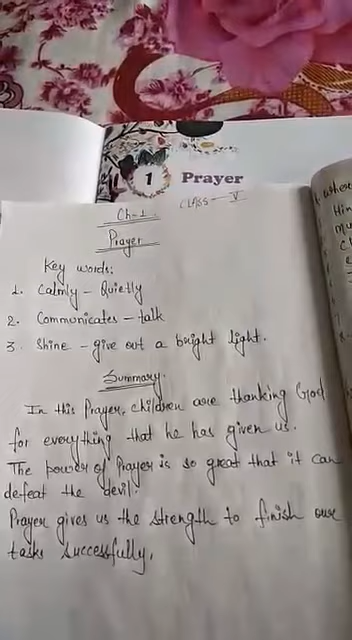 1 Prayer
CLASS - V
Ch-1.
Prayer
Key words:
1. Calmly - Quietly
2. Communicates - talk
3. Shine - give out a bright light.
Summary
In this Prayer, children are thanking God
for everything that he has given us.
The power of Prayer is so great that it can
defeat the devil.
Prayer gives us the strength to finish our
tasks successfully.